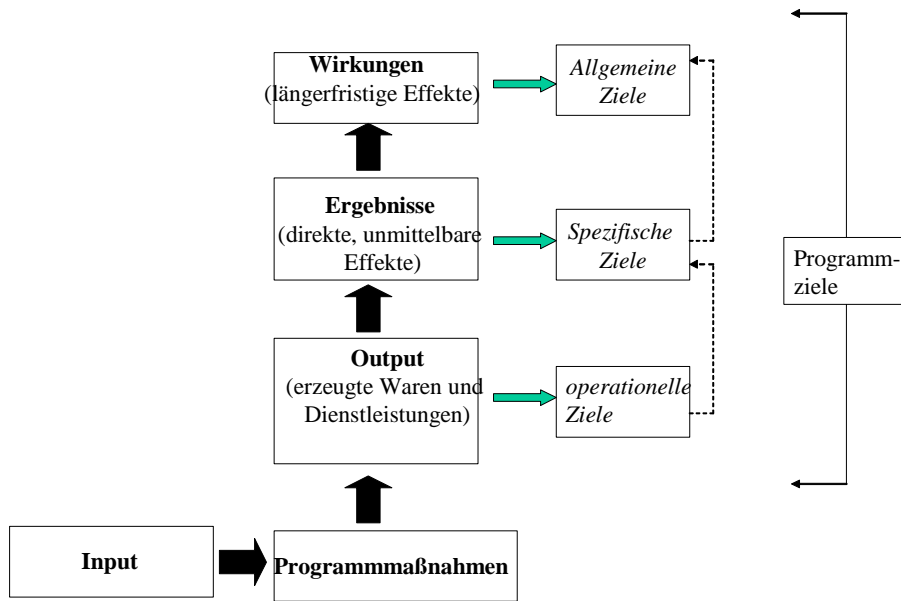 Wirkungen
(längerfristige Effekte)
Allgemeine
Ziele
Ergebnisse
(direkte, unmittelbare
Effekte)
Spezifische
Ziele
Programm-
ziele
Output
(erzeugte Waren und
Dienstleistungen)
operationelle
Ziele
Input
Programmmaßnahmen